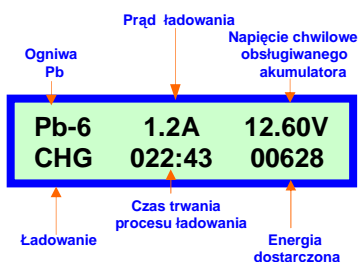 Prąd ładowania
Ogniwa
Pb
Napięcie chwilowe
obsługiwanego
akumulatora
Pb-6 1.2A 12.60V
CHG 022:43 00628
Ładowanie
Czas trwania
procesu ładowania
Energia
dostarczona